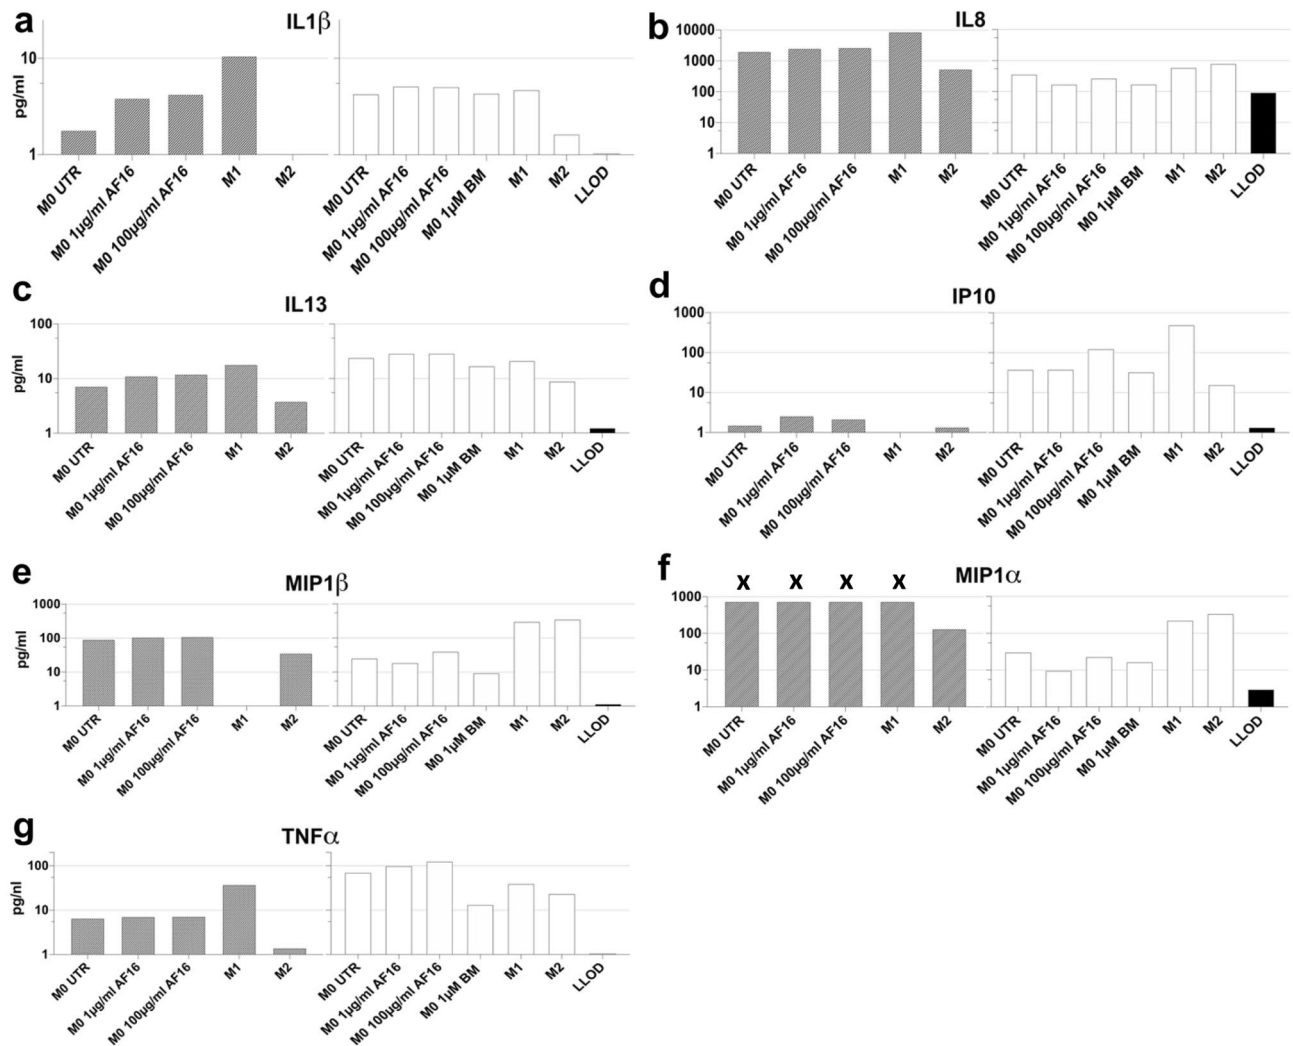 a
IL1β
pg/ml
10
1
M0 UTR
M0 1µg/ml AF16
M0 100µg/ml AF16
M1
M2
M0 UTR
M0 1µg/ml AF16
M0 100µg/ml AF16
M0 1µM BM
M1
M2
LLOD
b
IL8
10000
1000
100
10
1
M0 UTR
M0 1µg/ml AF16
M0 100µg/ml AF16
M1
M2
M0 UTR
M0 1µg/ml AF16
M0 100µg/ml AF16
M0 1µM BM
M1
M2
LLOD
c
IL13
pg/ml
100
10
1
M0 UTR
M0 1µg/ml AF16
M0 100µg/ml AF16
M1
M2
M0 UTR
M0 1µg/ml AF16
M0 100µg/ml AF16
M0 1µM BM
M1
M2
LLOD
d
IP10
1000
100
10
1
M0 UTR
M0 1µg/ml AF16
M0 100µg/ml AF16
M1
M2
M0 UTR
M0 1µg/ml AF16
M0 100µg/ml AF16
M0 1µM BM
M1
M2
LLOD
e
MIP1β
pg/ml
1000
100
10
1
M0 UTR
M0 1µg/ml AF16
M0 100µg/ml AF16
M1
M2
M0 UTR
M0 1µg/ml AF16
M0 100µg/ml AF16
M0 1µM BM
M1
M2
LLOD
f
X X X X
MIP1α
1000
100
10
1
M0 UTR
M0 1µg/ml AF16
M0 100µg/ml AF16
M1
M2
M0 UTR
M0 1µg/ml AF16
M0 100µg/ml AF16
M0 1µM BM
M1
M2
LLOD
g
TNFα
pg/nl
100
10
1
M0 UTR
M0 1µg/ml AF16
M0 100µg/ml AF16
M1
M2
M0 UTR
M0 1µg/ml AF16
M0 100µg/ml AF16
M0 1µM BM
M1
M2
LLOD